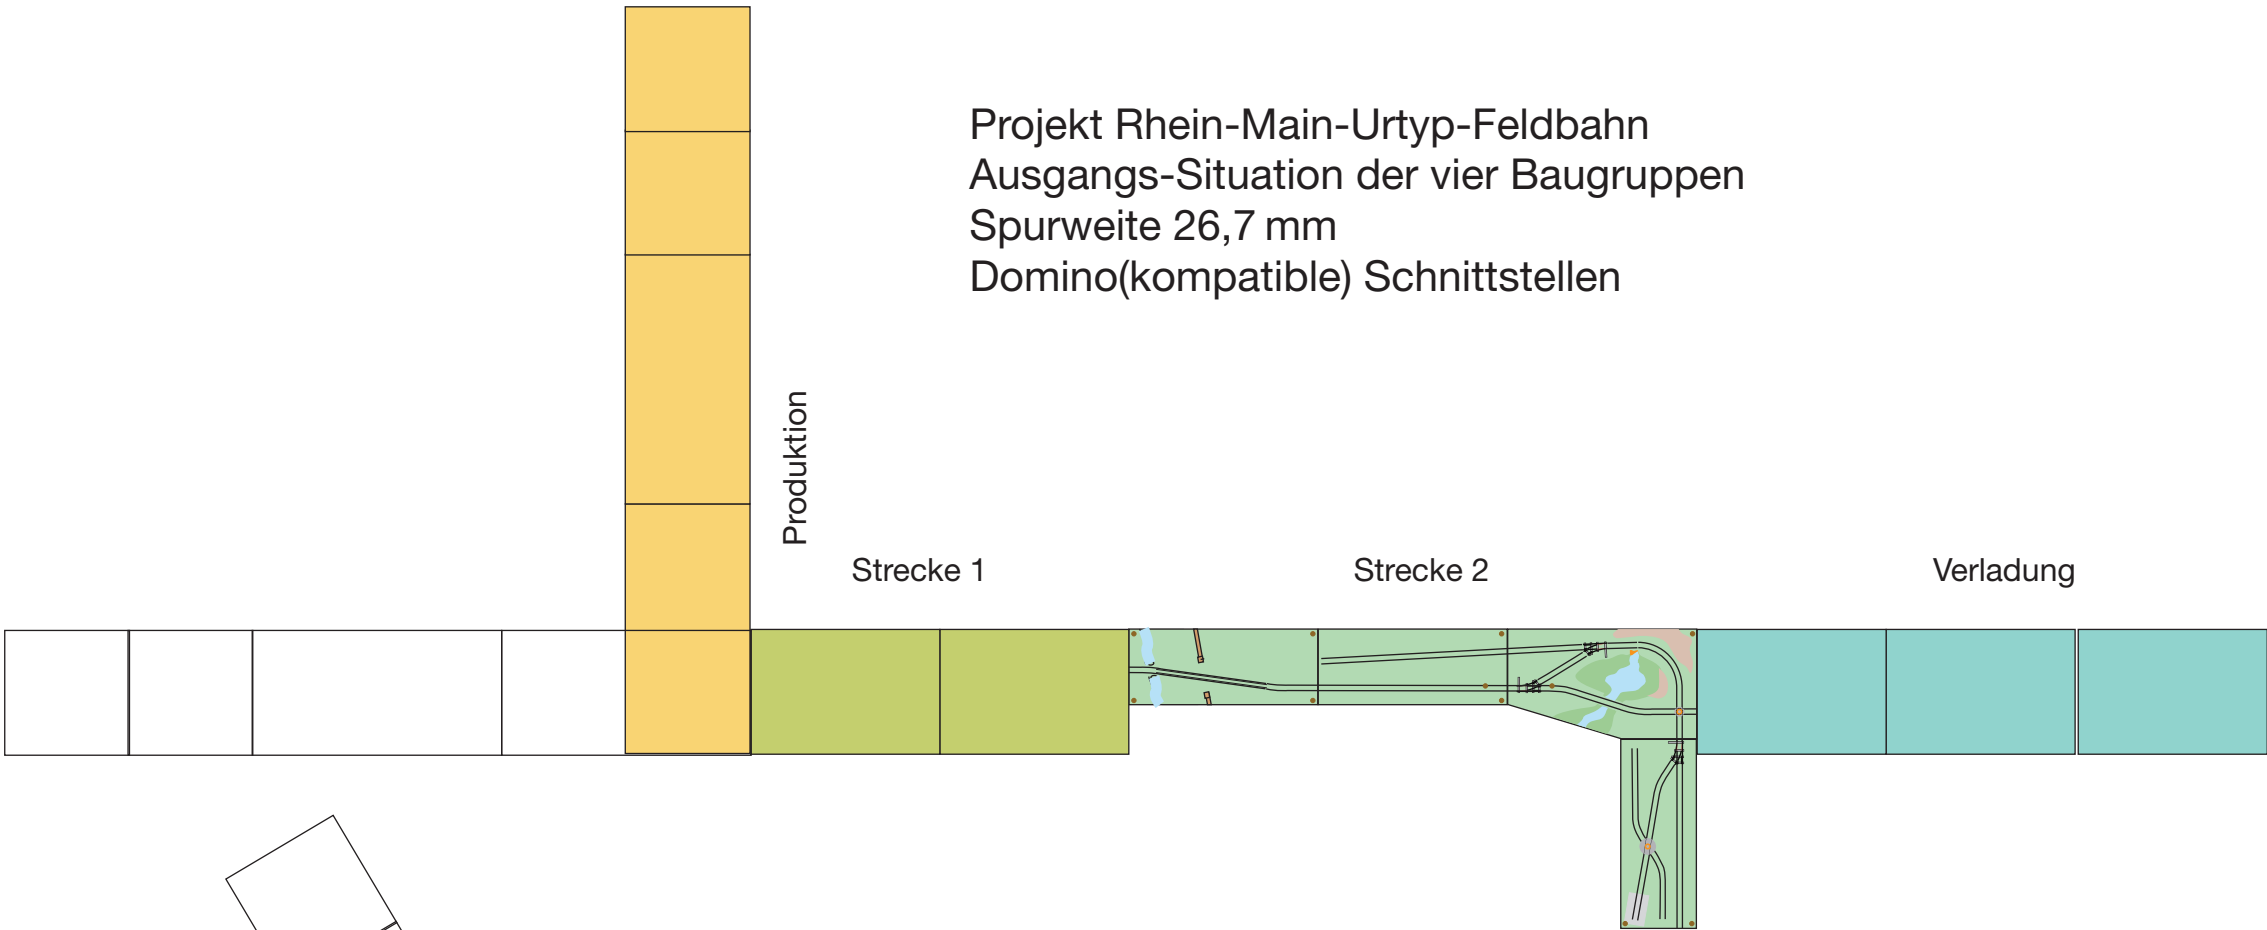 Projekt Rhein-Main-Urtyp-Feldbahn
Ausgangs-Situation der vier Baugruppen
Spurweite 26,7 mm
Domino(kompatible) Schnittstellen
Produktion
Strecke 1
Strecke 2
Verladung